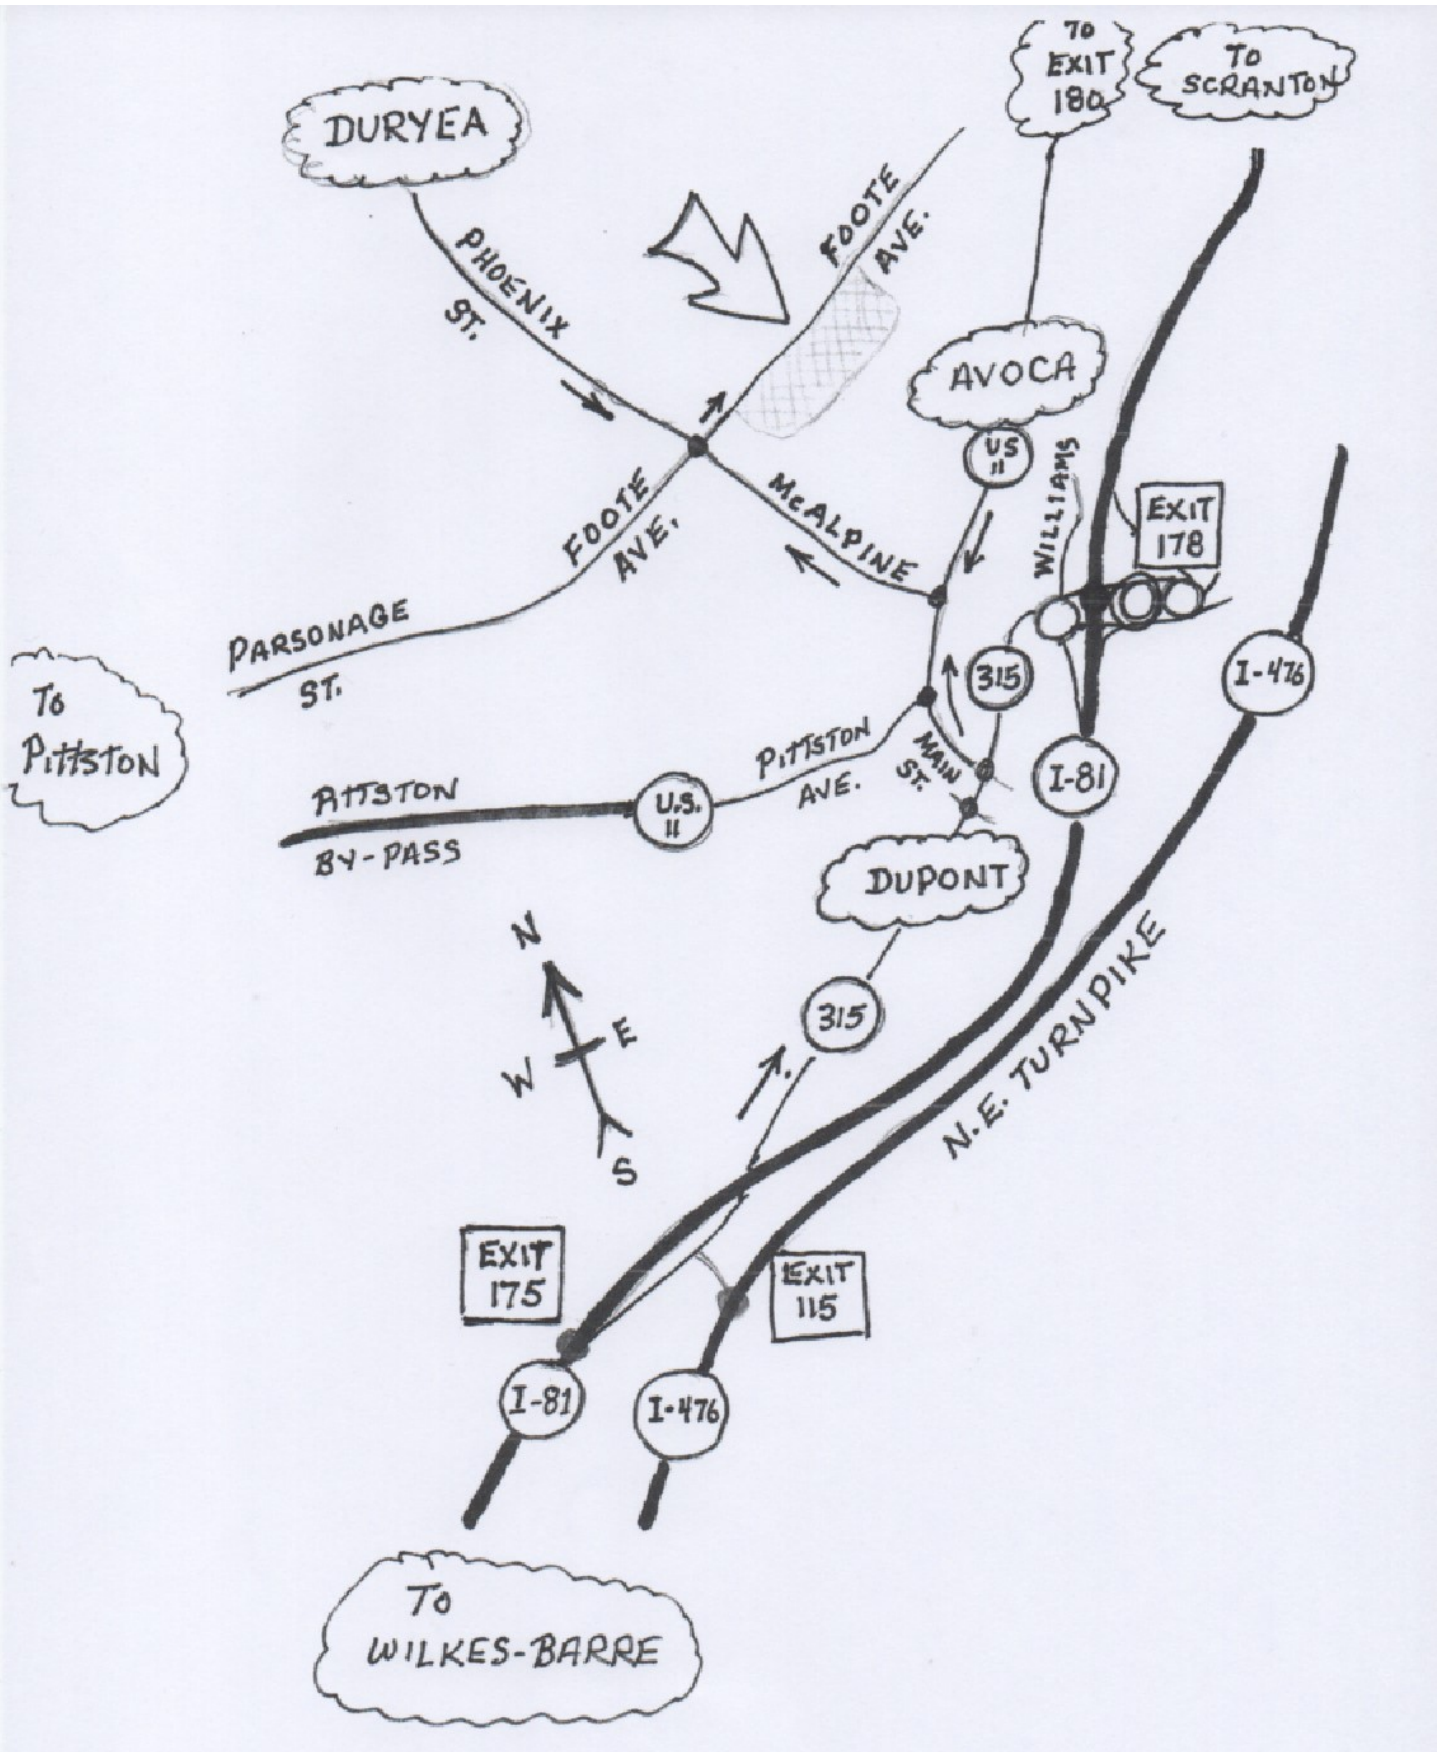 TO
EXIT
180
TO
SCRANTON
DURYEA
PHOENIX
ST.
FOOTE
AVE.
AVOCA
US
11
WILLIAMS
EXIT
178
McALPINE
FOOTE
AVE.
PARSONAGE
ST.
TO
PittSTON
315
I-476
PITTSTON
AVE.
MAIN
ST.
I-81
PITTSTON
BY-PASS
U.S.
11
DUPONT
N
W
E
S
315
N.E. TURNPIKE
EXIT
175
EXIT
115
I-81
I-476
TO
WILKES-BARRE